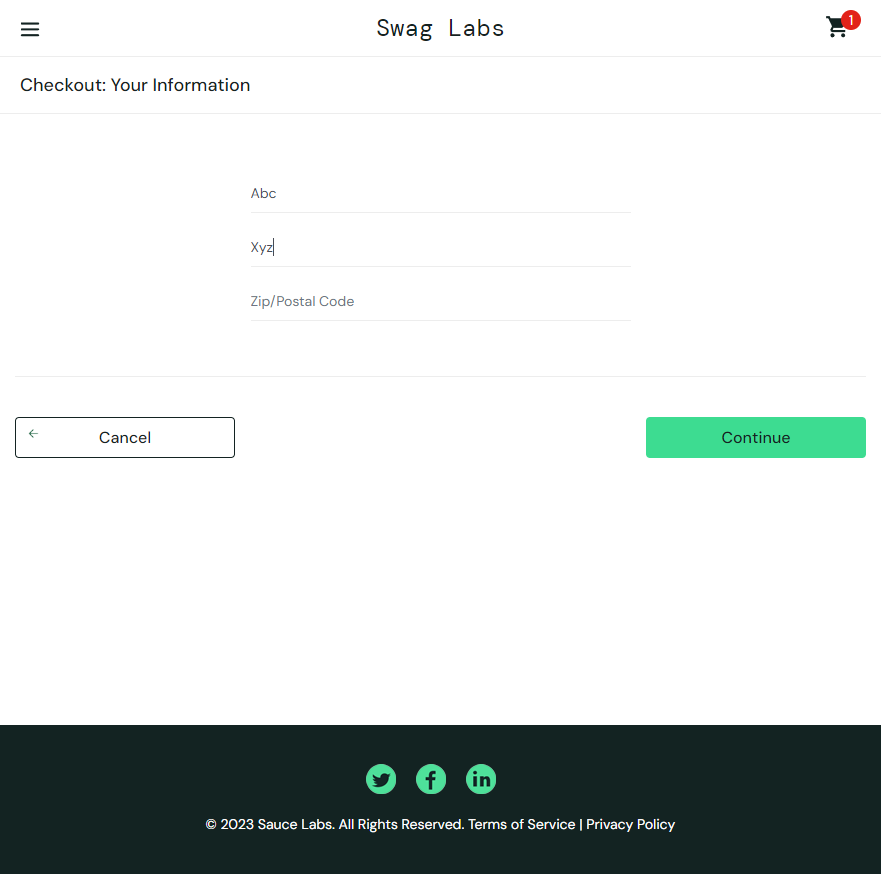 Swag Labs
1
Checkout: Your Information
Abc
Xyz
Zip/Postal Code
Cancel
Continue
© 2023 Sauce Labs. All Rights Reserved. Terms of Service | Privacy Policy